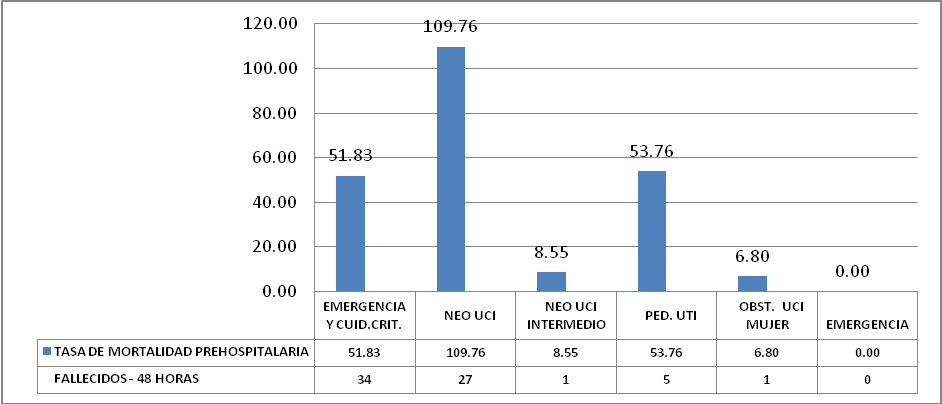 120.00
100.00
80.00
60.00
40.00
20.00
0.00
51.83
109.76
8.55
53.76
6.80
0.00
EMERGENCIA Y CUID.CRIT.
NEO UCI
NEO UCI INTERMEDIO
PED. UTI
OBST. UCI MUJER
EMERGENCIA
TASA DE MORTALIDAD PREHOSPITALARIA 51.83 109.76 8.55 53.76 6.80 0.00
FALLECIDOS - 48 HORAS 34 27 1 5 1 0